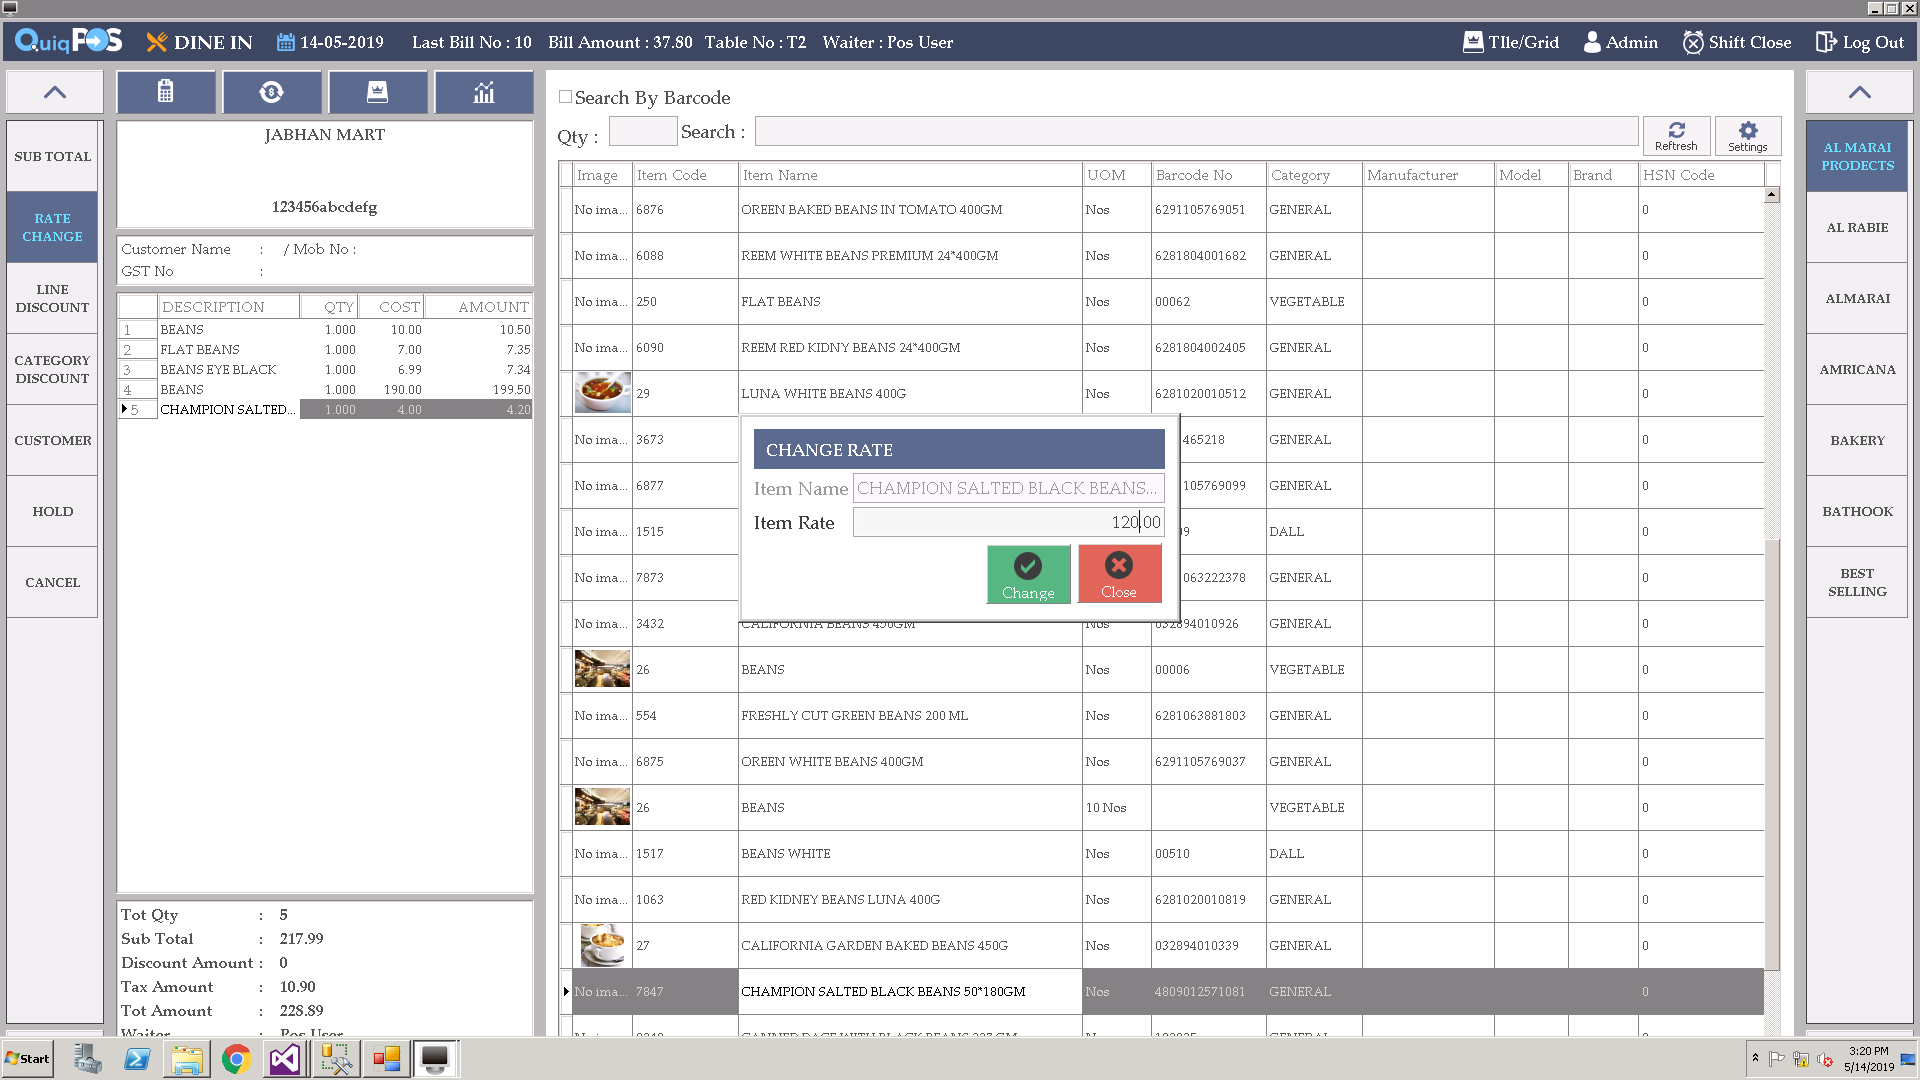 QuiqPOS DINE IN 14-05-2019 Last Bill No : 10 Bill Amount : 37.80 Table No : T2 Waiter : Pos User TIle/Grid Admin Shift Close Log Out
SUB TOTAL
RATE CHANGE
LINE DISCOUNT
CATEGORY DISCOUNT
CUSTOMER
HOLD
CANCEL
JABHAN MART
123456abcdefg
Customer Name : / Mob No :
GST No :
DESCRIPTION QTY COST AMOUNT
1 BEANS 1.000 10.00 10.50
2 FLAT BEANS 1.000 7.00 7.35
3 BEANS EYE BLACK 1.000 6.99 7.34
4 BEANS 1.000 190.00 199.50
5 CHAMPION SALTED... 1.000 4.00 4.20
Tot Qty : 5
Sub Total : 217.99
Discount Amount : 0
Tax Amount : 10.90
Tot Amount : 228.89
Waiter : Pos User
Search By Barcode
Qty : Search : Reftresh Settings
Image Item Code Item Name UOM Barcode No Category Manufacturer Model Brand HSN Code
No ima... 6876 OREEN BAKED BEANS IN TOMATO 400GM Nos 6291105769051 GENERAL 0
No ima... 6088 REEM WHITE BEANS PREMIUM 24*400GM Nos 6281804001682 GENERAL 0
No ima... 250 FLAT BEANS Nos 00062 VEGETABLE 0
No ima... 6090 REEM RED KIDNY BEANS 24*400GM Nos 6281804002405 GENERAL 0
29 LUNA WHITE BEANS 400G Nos 6281020010512 GENERAL 0
No ima... 3673 465218 GENERAL 0
No ima... 6877 105769099 GENERAL 0
No ima... 1515 DALL 0
No ima... 7873 063222378 GENERAL 0
No ima... 3432 CALIFORNIA BEANS 450GM Nos 032894010926 GENERAL 0
26 BEANS Nos 00006 VEGETABLE 0
No ima... 554 FRESHLY CUT GREEN BEANS 200 ML Nos 6281063881803 GENERAL 0
No ima... 6875 OREEN WHITE BEANS 400GM Nos 6291105769037 GENERAL 0
26 BEANS 10 Nos VEGETABLE 0
No ima... 1517 BEANS WHITE Nos 00510 DALL 0
No ima... 1063 RED KIDNEY BEANS LUNA 400G Nos 6281020010819 GENERAL 0
27 CALIFORNIA GARDEN BAKED BEANS 450G Nos 032894010339 GENERAL 0
No ima... 7847 CHAMPION SALTED BLACK BEANS 50*180GM Nos 4809012571081 GENERAL 0
CHANGE RATE
Item Name CHAMPION SALTED BLACK BEANS...
Item Rate 120.00
Change Close
AL MARAI PRODECTS
AL RABIE
ALMARAI
AMRICANA
BAKERY
BATHOOK
BEST SELLING
Start
3:20 PM
5/14/2019